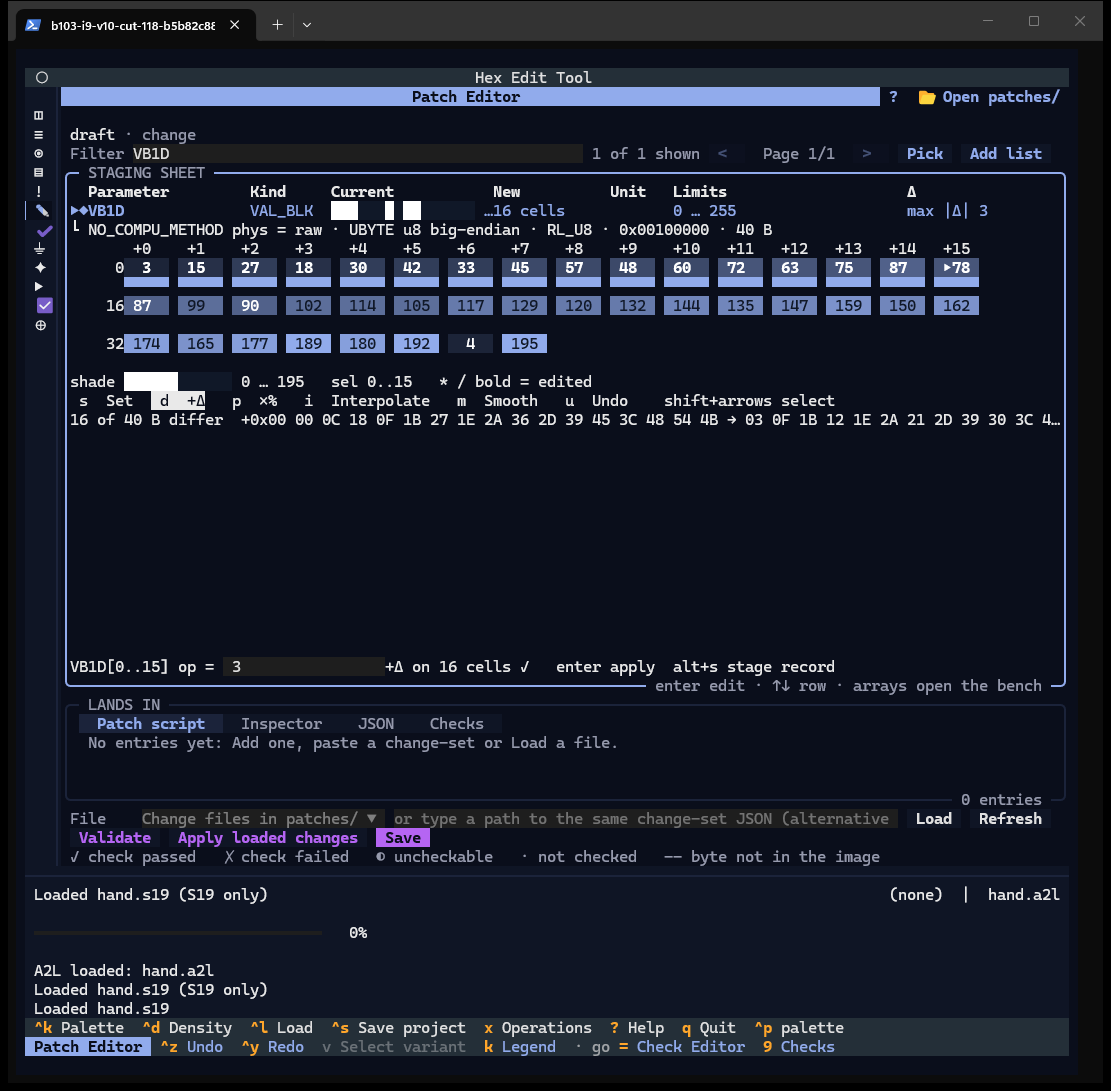 b103-i9-v10-cut-118-b5b82c88
Hex Edit Tool
Patch Editor ? Open patches/
draft · change
Filter VB1D 1 of 1 shown < Page 1/1 > Pick Add list
STAGING SHEET
Parameter Kind Current New Unit Limits Δ
▶◆VB1D VAL_BLK …16 cells 0 … 255 max |Δ| 3
└ NO_COMPU_METHOD phys = raw · UBYTE u8 big-endian · RL_U8 · 0x00100000 · 40 B
+0 +1 +2 +3 +4 +5 +6 +7 +8 +9 +10 +11 +12 +13 +14 +15
0 3 15 27 18 30 42 33 45 57 48 60 72 63 75 87 ▸78
16 87 99 90 102 114 105 117 129 120 132 144 135 147 159 150 162
32 174 165 177 189 180 192 4 195
shade 0 … 195 sel 0..15 * / bold = edited
s Set d +Δ p ×% i Interpolate m Smooth u Undo shift+arrows select
16 of 40 B differ +0x00 00 0C 18 0F 1B 27 1E 2A 36 2D 39 45 3C 48 54 4B → 03 0F 1B 12 1E 2A 21 2D 39 30 3C 4…
VB1D[0..15] op = 3 +Δ on 16 cells ✓ enter apply alt+s stage record
enter edit · ↑↓ row · arrays open the bench
LANDS IN
Patch script Inspector JSON Checks
No entries yet: Add one, paste a change-set or Load a file.
0 entries
File Change files in patches/ ▼ or type a path to the same change-set JSON (alternative Load Refresh
Validate Apply loaded changes Save
✓ check passed ✗ check failed ◐ uncheckable · not checked -- byte not in the image
Loaded hand.s19 (S19 only) (none) | hand.a2l
0%
A2L loaded: hand.a2l
Loaded hand.s19 (S19 only)
Loaded hand.s19
^k Palette ^d Density ^l Load ^s Save project x Operations ? Help q Quit ^p palette
Patch Editor ^z Undo ^y Redo v Select variant k Legend · go = Check Editor 9 Checks